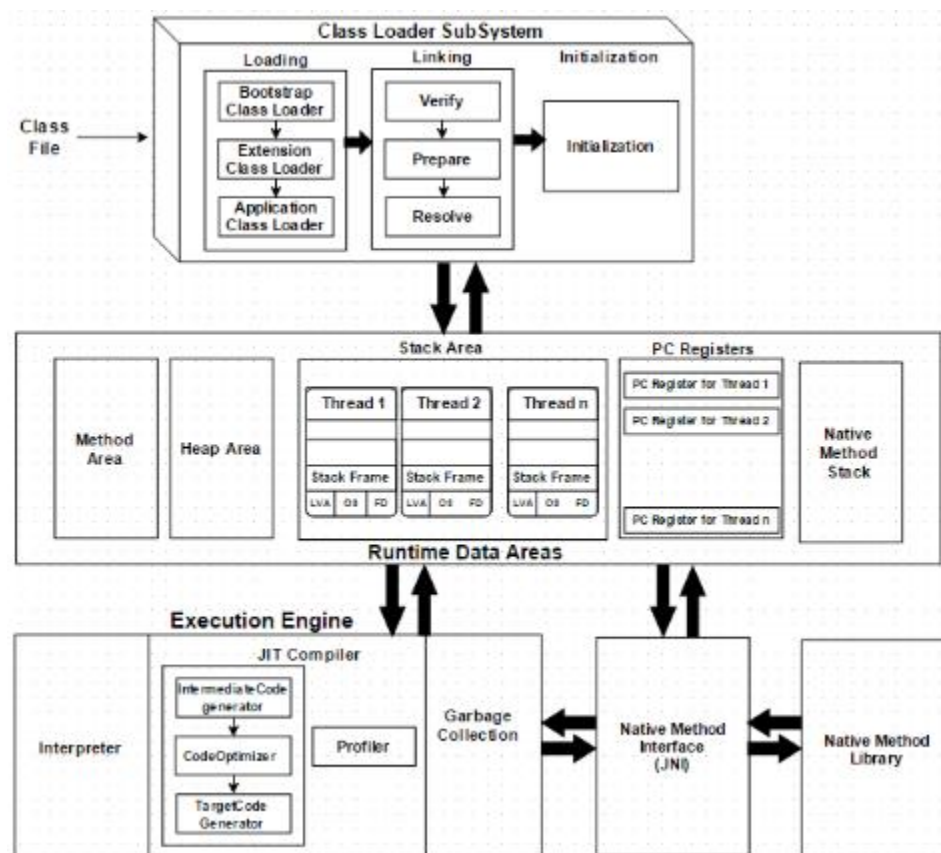 Class Loader SubSystem
Loading
Linking
Initialization
Class
File
Bootstrap
Class Loader
Extension
Class Loader
Application
Class Loader
Verify
Prepare
Resolve
Initialization
Stack Area
PC Registers
Method
Area
Heap Area
Thread 1
Thread 2
Thread n
Stack Frame
Stack Frame
Stack Frame
LVA OS FD
LVA OS FD
LVA OS FD
PC Register for Thread 1
PC Register for Thread 2
PC Register for Thread n
Native
Method
Stack
Runtime Data Areas
Execution Engine
JIT Compiler
Interpreter
IntermediateCode
generator
CodeOptimizer
TargetCode
Generator
Profiler
Garbage
Collection
Native Method
Interface
(JNI)
Native Method
Library